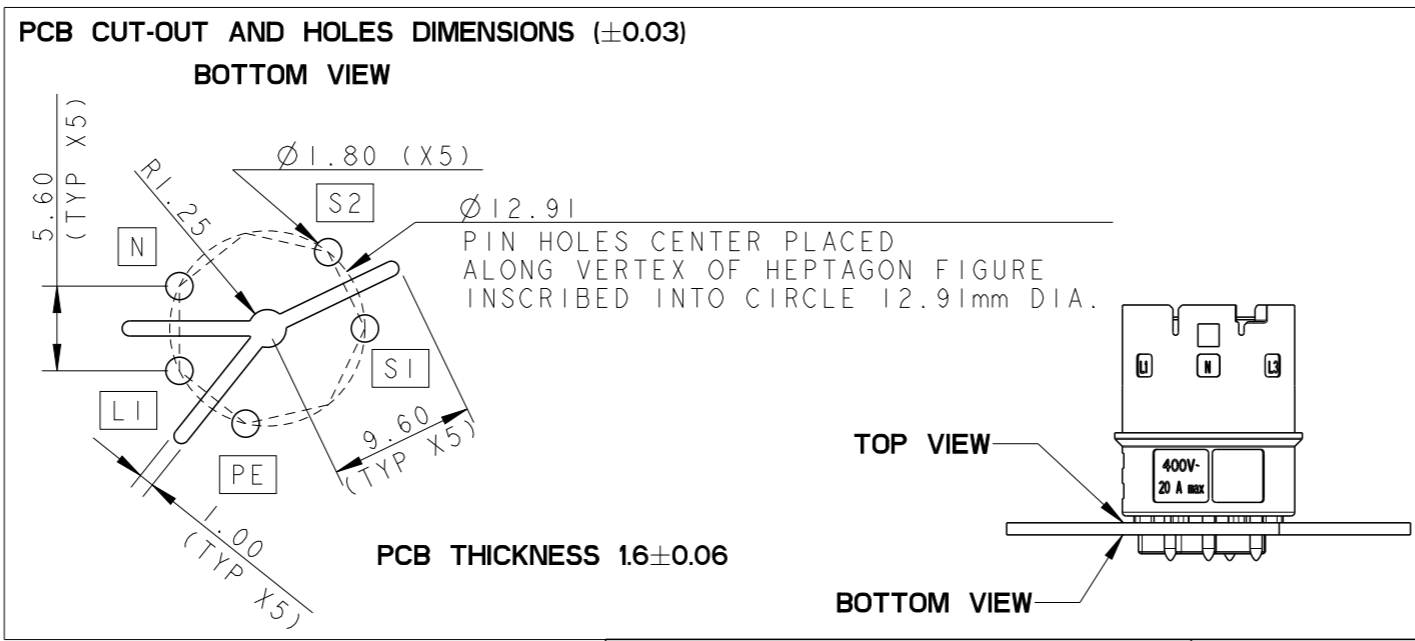 PCB CUT-OUT AND HOLES DIMENSIONS (±0.03)
BOTTOM VIEW
5.60
(TYP X5)
R1.25
Ø1.80 (X5)
S2
N
Ø12.91
PIN HOLES CENTER PLACED
ALONG VERTEX OF HEPTAGON FIGURE
INSCRIBED INTO CIRCLE 12.91mm DIA.
S1
L1
PE
9.60
(TYP X5)
1.00
(TYP X5)
PCB THICKNESS 1.6±0.06
L1
N
L3
TOP VIEW
400V~
20 A max
BOTTOM VIEW